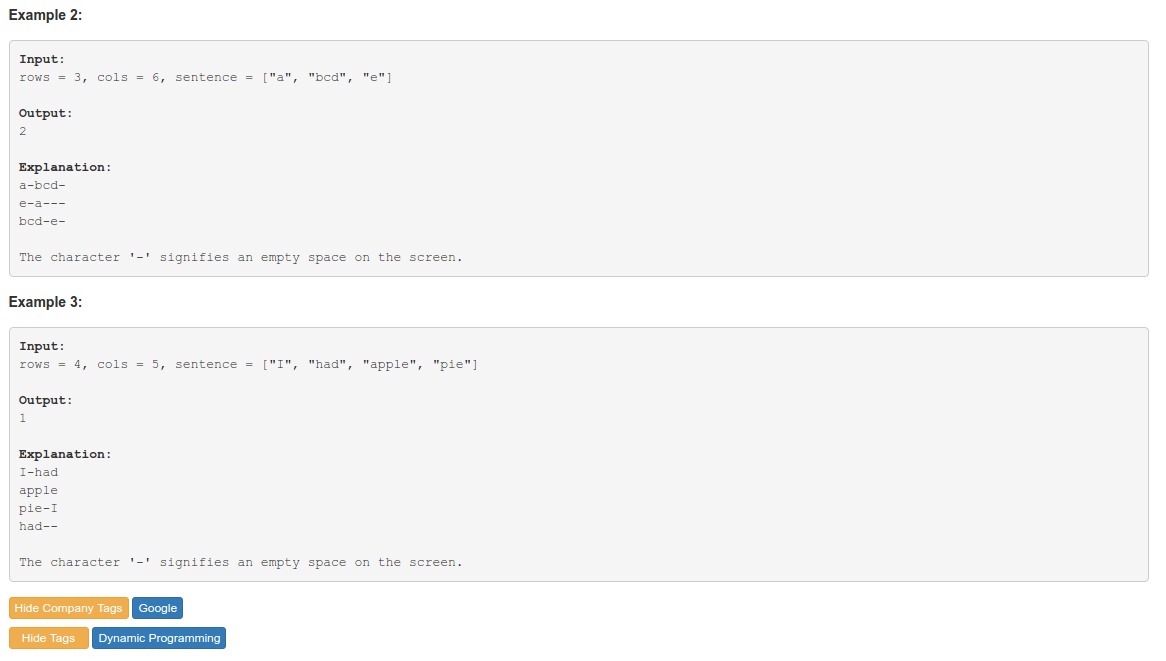 Example 2:
Input:
rows = 3, cols = 6, sentence = ["a", "bcd", "e"]
Output:
2
Explanation:
a-bcd-
e-a---
bcd-e-
The character '-' signifies an empty space on the screen.
Example 3:
Input:
rows = 4, cols = 5, sentence = ["I", "had", "apple", "pie"]
Output:
1
Explanation:
I-had
apple
pie-I
had--
The character '-' signifies an empty space on the screen.
Hide Company Tags Google
Hide Tags Dynamic Programming